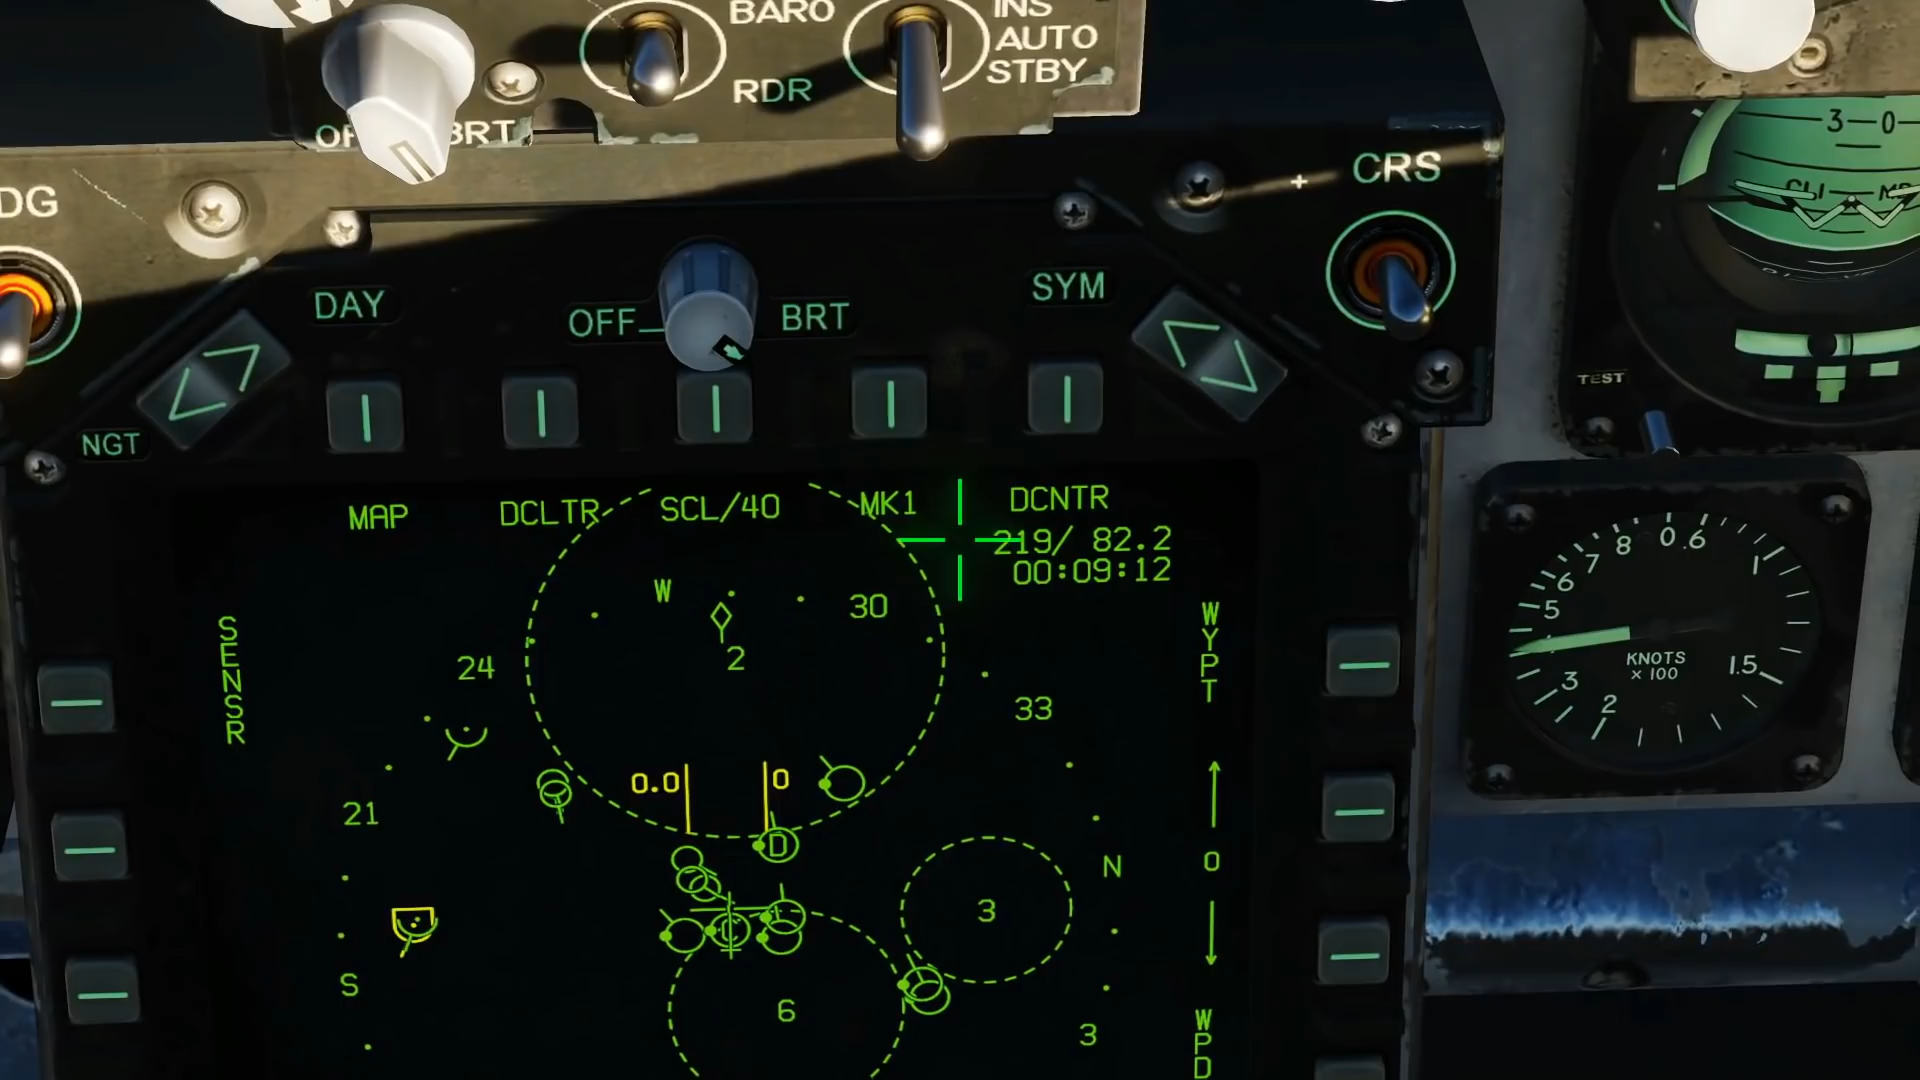 BARO
INS
AUTO
STBY
RDR
BRT
CRS
DG
DAY
OFF
BRT
SYM
NGT
TEST
3 0
MAP
DCLTR
SCL/40
MK1
DCNTR
219/ 82.2
00:09:12
W
30
2
24
33
SENSR
WYPT
0.0
0
21
D
N
3
0
S
6
3
WPD
8
0
.6
7
1
6
5
KNOTS
x 100
3
1.5
2